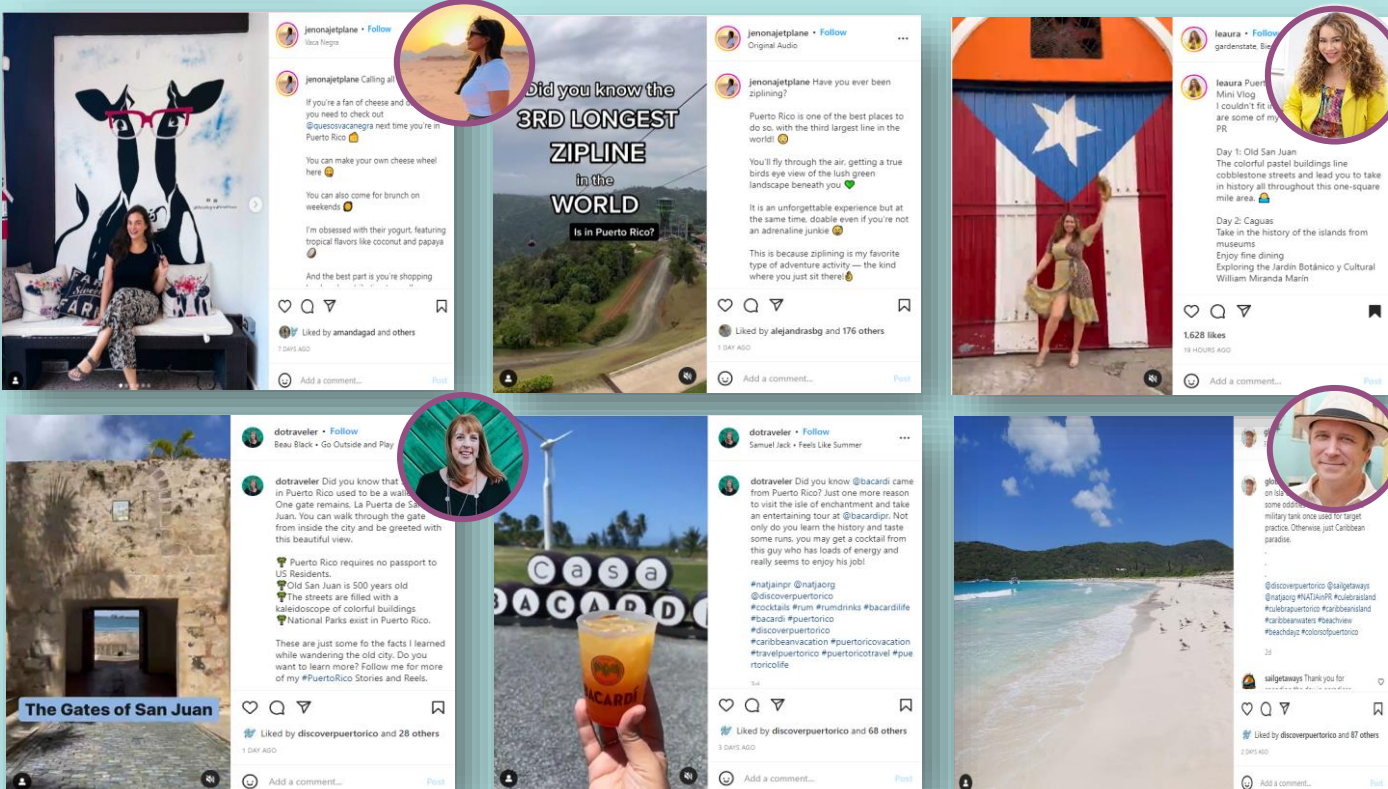 jenonajetplane • Follow
Vaca Negra
jenonajetplane Calling all
If you're a fan of cheese and
you need to check out
@quesosvacanegra next time you're in
Puerto Rico
You can make your own cheese wheel
here
You can also come for brunch on
weekends
I'm obsessed with their yogurt, featuring
tropical flavors like coconut and papaya
And the best part is you're shopping
Liked by amandagad and others
7 DAYS AGO
Add a comment...
Post
Did you know the
3RD LONGEST
ZIPLINE
in the
WORLD
Is in Puerto Rico?
jenonajetplane • Follow
Original Audio
jenonajetplane Have you ever been
ziplining?
Puerto Rico is one of the best places to
do so, with the third largest line in the
world!
You'll fly through the air, getting a true
birds eye view of the lush green
landscape beneath you
It is an unforgettable experience but at
the same time, doable even if you're not
an adrenaline junkie
This is because ziplining is my favorite
type of adventure activity — the kind
where you just sit there!
Liked by alejandrasbg and 176 others
1 DAY AGO
Add a comment...
Post
leaura • Follow
gardenstate,
leaura
Mini Vlog
I couldn't fit
are some of my
PR
Day 1: Old San Juan
The colorful pastel buildings line
cobblestone streets and lead you to take
in history all throughout this one-square
mile area.
Day 2: Caguas
Take in the history of the islands from
museums
Enjoy fine dining
Exploring the Jardín Botánico y Cultural
William Miranda Marín
1,628 likes
19 HOURS AGO
Add a comment...
Post
The Gates of San Juan
dotraveler • Follow
Beau Black • Go Outside and Play
dotraveler Did you know that
in Puerto Rico used to be a
One gate remains, La Puerta de
Juan. You can walk through the gate
from inside the city and be greeted with
this beautiful view.
Puerto Rico requires no passport to
US Residents.
Old San Juan is 500 years old
The streets are filled with a
kaleidoscope of colorful buildings
National Parks exist in Puerto Rico.
These are just some fo the facts I learned
while wandering the old city. Do you
want to learn more? Follow me for more
of my #PuertoRico Stories and Reels.
Liked by discoverpuertorico and 28 others
1 DAY AGO
Add a comment...
Post
Casa
BACARDI
BACARDÍ
dotraveler • Follow
Samuel Jack • Feels Like Summer
dotraveler Did you know @bacardi came
from Puerto Rico? Just one more reason
to visit the isle of enchantment and take
an entertaining tour at @bacardipr. Not
only do you learn the history and taste
some runs, you may get a cocktail from
this guy who has loads of energy and
really seems to enjoy his job!
#natjainpr @natjaorg
@discoverpuertorico
#cocktails #rum #rumdrinks #bacardilife
#bacardi #puertorico
#discoverpuertorico
#caribbeanvacation #puertoricovacation
#travelpuertorico #puertoricotravel #pue
rtoricolife
Liked by discoverpuertorico and 68 others
3 DAYS AGO
Add a comment...
Post
on Isla
some
military tank once used for target
practice. Otherwise, just Caribbean
paradise.
.
.
.
@discoverpuertorico @sailgetaways
@natjaorg #NATJAinPR #culebraisland
#culebrapuertorico #caribbeanisland
#caribbeanwaters #beachview
#beachdayz #colorsofpuertorico
2d
sailgetaways Thank you for
Liked by discoverpuertorico and 87 others
2 DAYS AGO
Add a comment...
Post